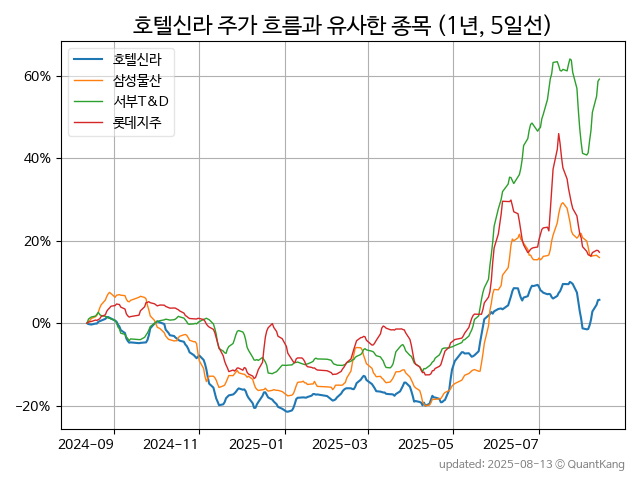 호텔신라 주가 흐름과 유사한 종목 (1년, 5일선)
호텔신라
삼성물산
서부T&D
롯데지주
60%
40%
20%
0%
−20%
2024-09 2024-11 2025-01 2025-03 2025-05 2025-07
updated: 2025-08-13 © QuantKang